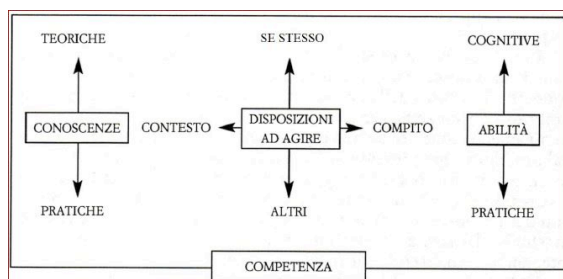 TEORICHE
SE STESSO
COGNITIVE
CONOSCENZE
CONTESTO
DISPOSIZIONI
AD AGIRE
COMPITO
ABILITÀ
PRATICHE
ALTRI
PRATICHE
COMPETENZA